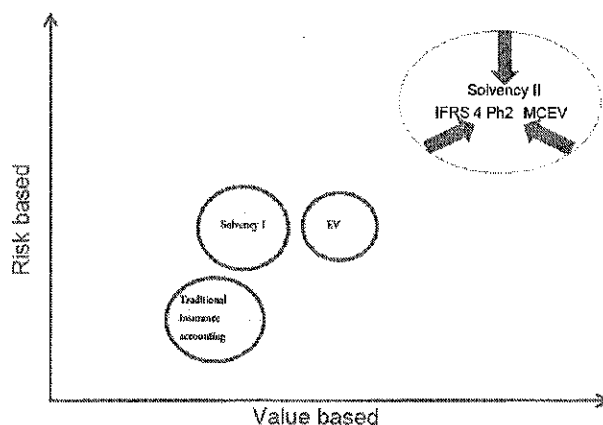 Solvency II
IFRS 4 Ph2 MCEV
Solvency I
EV
Traditional
Insurance
accounting
Risk based
Value based